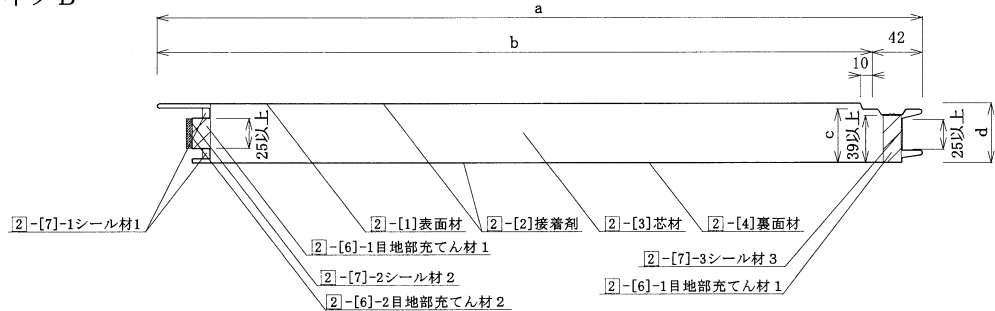 イプB
a
b
42
10
25以上
c
39以上
25以上
d
2-[7]-1シール材1
2-[1]表面材
2-[2]接着剤
2-[3]芯材
2-[4]裏面材
2-[6]-1目地部充てん材1
2-[7]-3シール材3
2-[7]-2シール材2
2-[6]-1目地部充てん材1
2-[6]-2目地部充てん材2